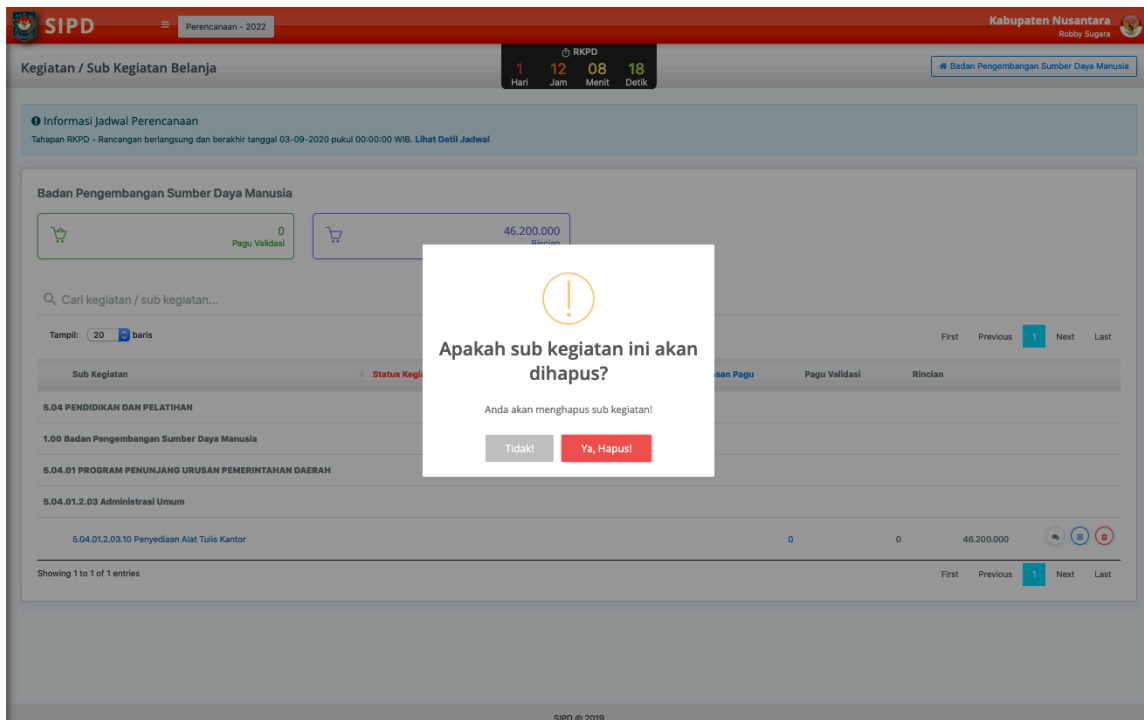 SIPD
Perencanaan - 2022
Kabupaten Nusantara
Robby Sugara
Kegiatan / Sub Kegiatan Belanja
RKPD
1 12 08 18
Hari Jam Menit Detik
Badan Pengembangan Sumber Daya Manusia
Informasi Jadwal Perencanaan
Tahapan RKPD - Rancangan berlangsung dan berakhir tanggal 03-09-2020 pukul 00:00:00 WIB. Lihat Detil Jadwal
Badan Pengembangan Sumber Daya Manusia
0
Pagu Validasi
46.200.000
Rincian
Cari kegiatan / sub kegiatan...
Tampil: 20 baris
First Previous 1 Next Last
Apakah sub kegiatan ini akan
dihapus?
Anda akan menghapus sub kegiatan!
Tidak! Ya, Hapus!
Sub Kegiatan Pagu Pagu Validasi Rincian
Status
5.04 PENDIDIKAN DAN PELATIHAN
1.00 Badan Pengembangan Sumber Daya Manusia
5.04.01 PROGRAM PENUNJANG URUSAN PEMERINTAHAN DAERAH
5.04.01.2.03 Administrasi Umum
5.04.01.2.03.10 Penyediaan Alat Tulis Kantor 0 0 46.200.000
Showing 1 to 1 of 1 entries
First Previous 1 Next Last
SIPD © 2019